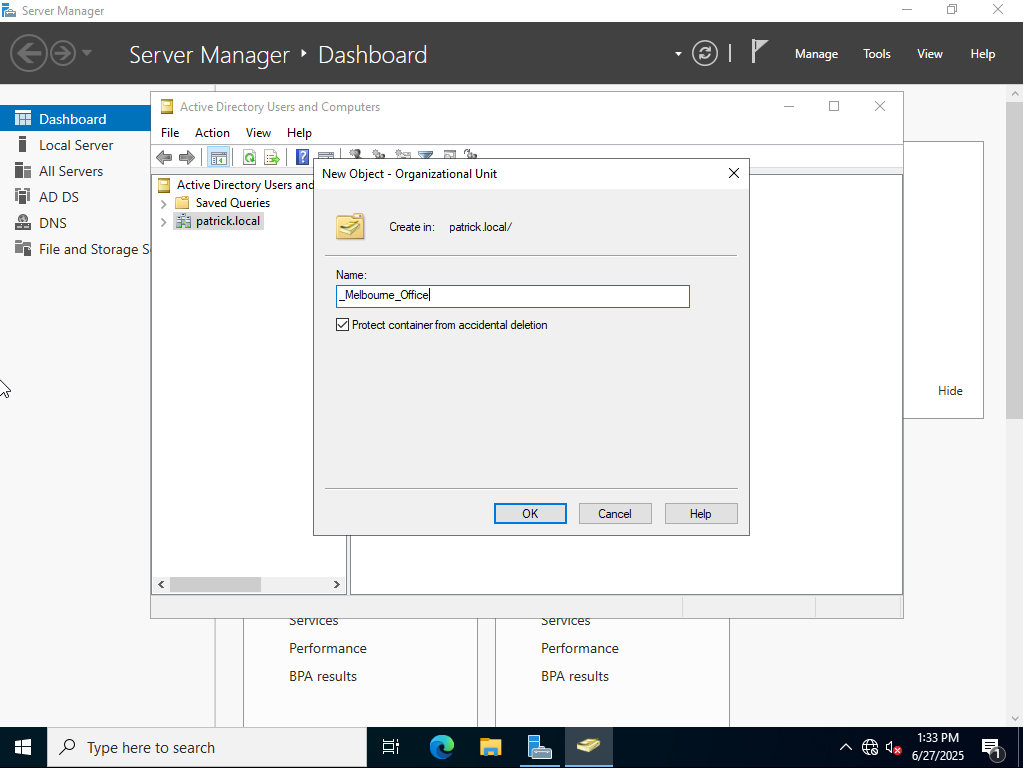 Server Manager
Server Manager ‣ Dashboard
Manage Tools View Help
Dashboard
Local Server
All Servers
AD DS
DNS
File and Storage S
Active Directory Users and Computers
File Action View Help
Active Directory Users and
Saved Queries
patrick.local
New Object - Organizational Unit
Create in: patrick.local/
Name:
_Melbourne_Office
Protect container from accidental deletion
OK Cancel Help
Hide
Services Services
Performance Performance
BPA results BPA results
Type here to search
1:33 PM
6/27/2025
1